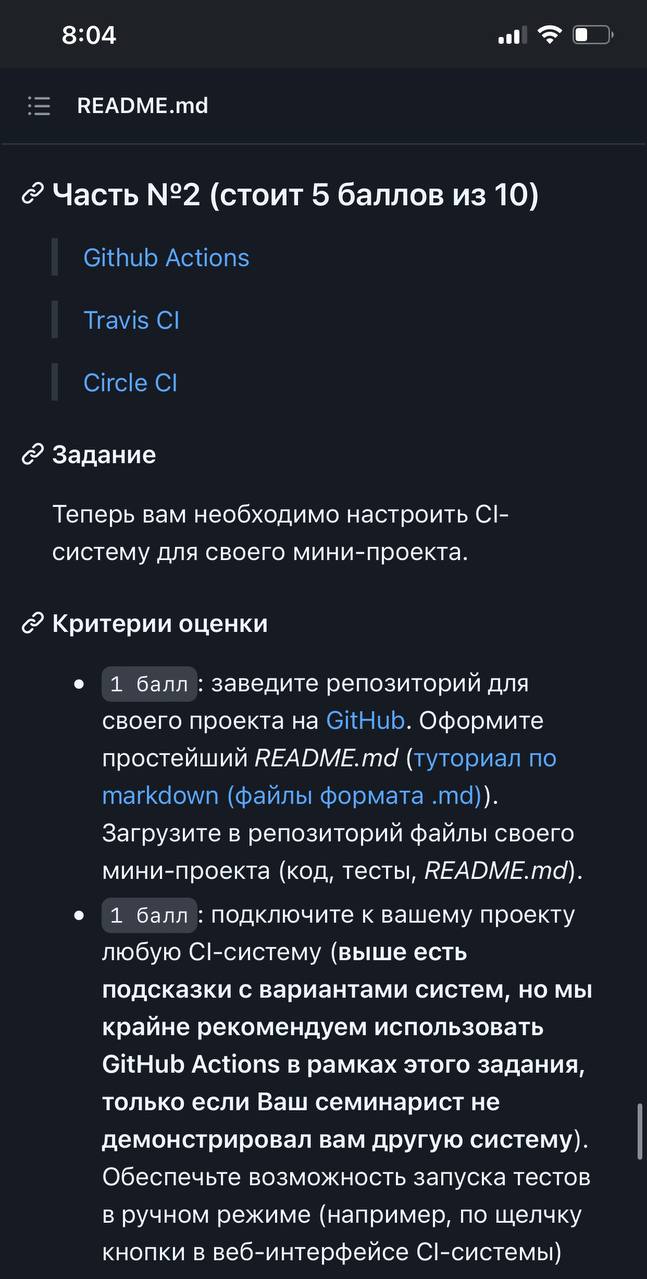 8:04
README.md
Часть №2 (стоит 5 баллов из 10)
Github Actions
Travis CI
Circle CI
Задание
Теперь вам необходимо настроить CI-
систему для своего мини-проекта.
Критерии оценки
1 балл: заведите репозиторий для
своего проекта на GitHub. Оформите
простейший README.md (туториал по
markdown (файлы формата .md)).
Загрузите в репозиторий файлы своего
мини-проекта (код, тесты, README.md).
1 балл: подключите к вашему проекту
любую CI-систему (выше есть
подсказки с вариантами систем, но мы
крайне рекомендуем использовать
GitHub Actions в рамках этого задания,
только если Ваш семинарист не
демонстрировал вам другую систему).
Обеспечьте возможность запуска тестов
в ручном режиме (например, по щелчку
кнопки в веб-интерфейсе CI-системы)